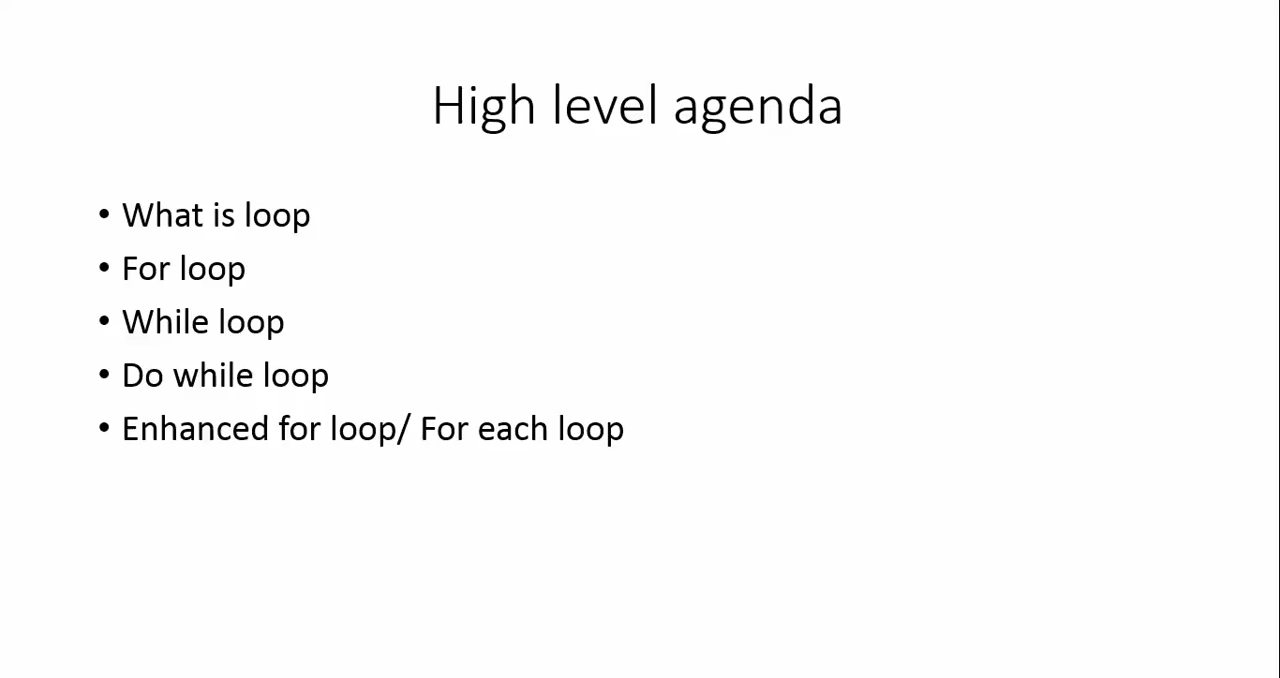 High level agenda
• What is loop
• For loop
• While loop
• Do while loop
• Enhanced for loop/ For each loop